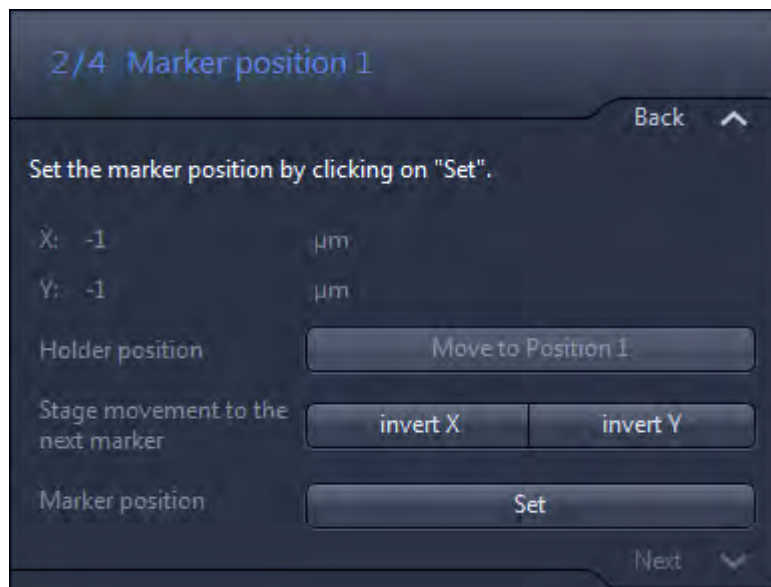 2/4 Marker position 1
Back
Set the marker position by clicking on "Set".
X: -1 µm
Y: -1 µm
Holder position Move to Position 1
Stage movement to the
next marker invert X invert Y
Marker position Set
Next